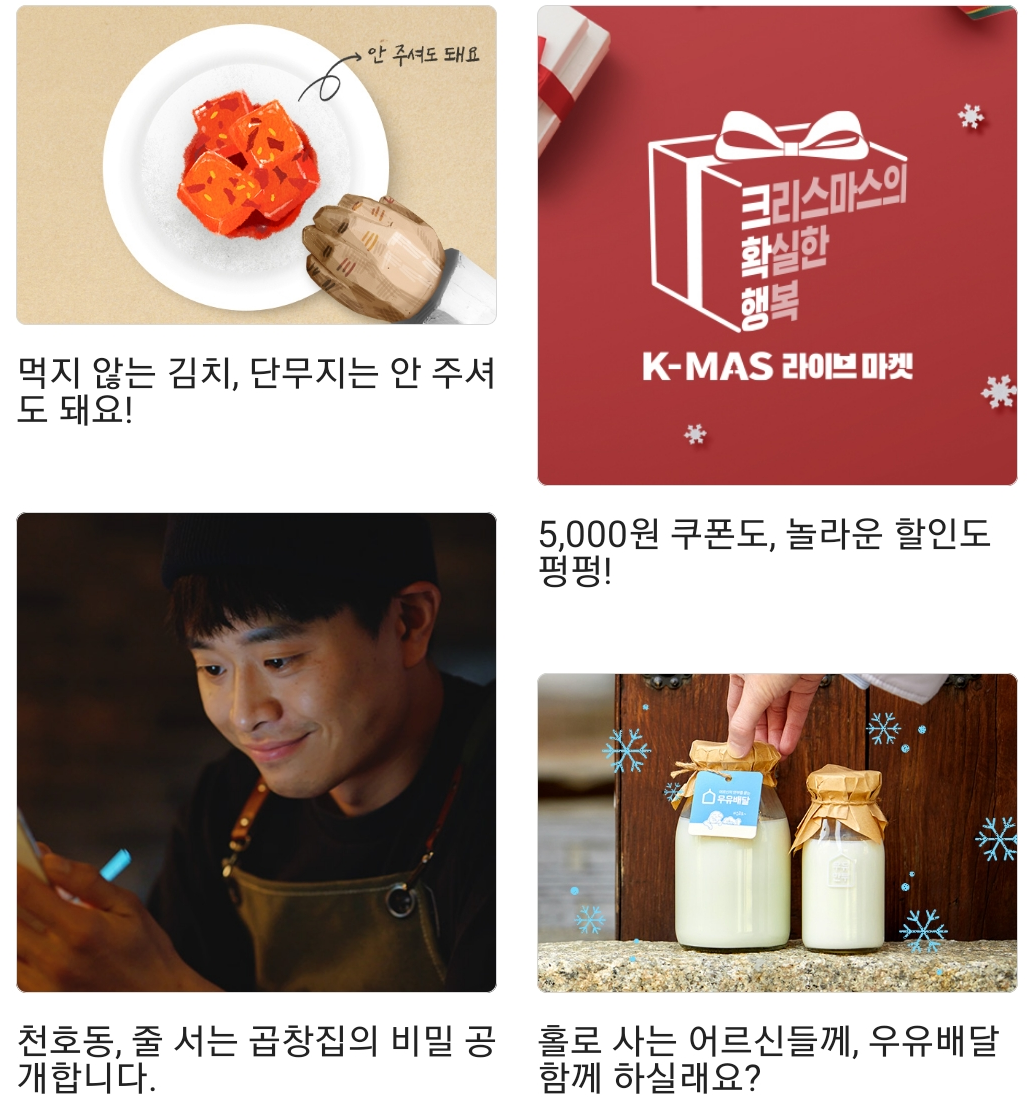 안 주셔도 돼요
먹지 않는 김치, 단무지는 안 주셔
도 돼요!
크리스마스의
확실한
행복
K-MAS 라이브 마켓
5,000원 쿠폰도, 놀라운 할인도
펑펑!
천호동, 줄 서는 곱창집의 비밀 공
개합니다.
우유배달
홀로 사는 어르신들께, 우유배달
함께 하실래요?